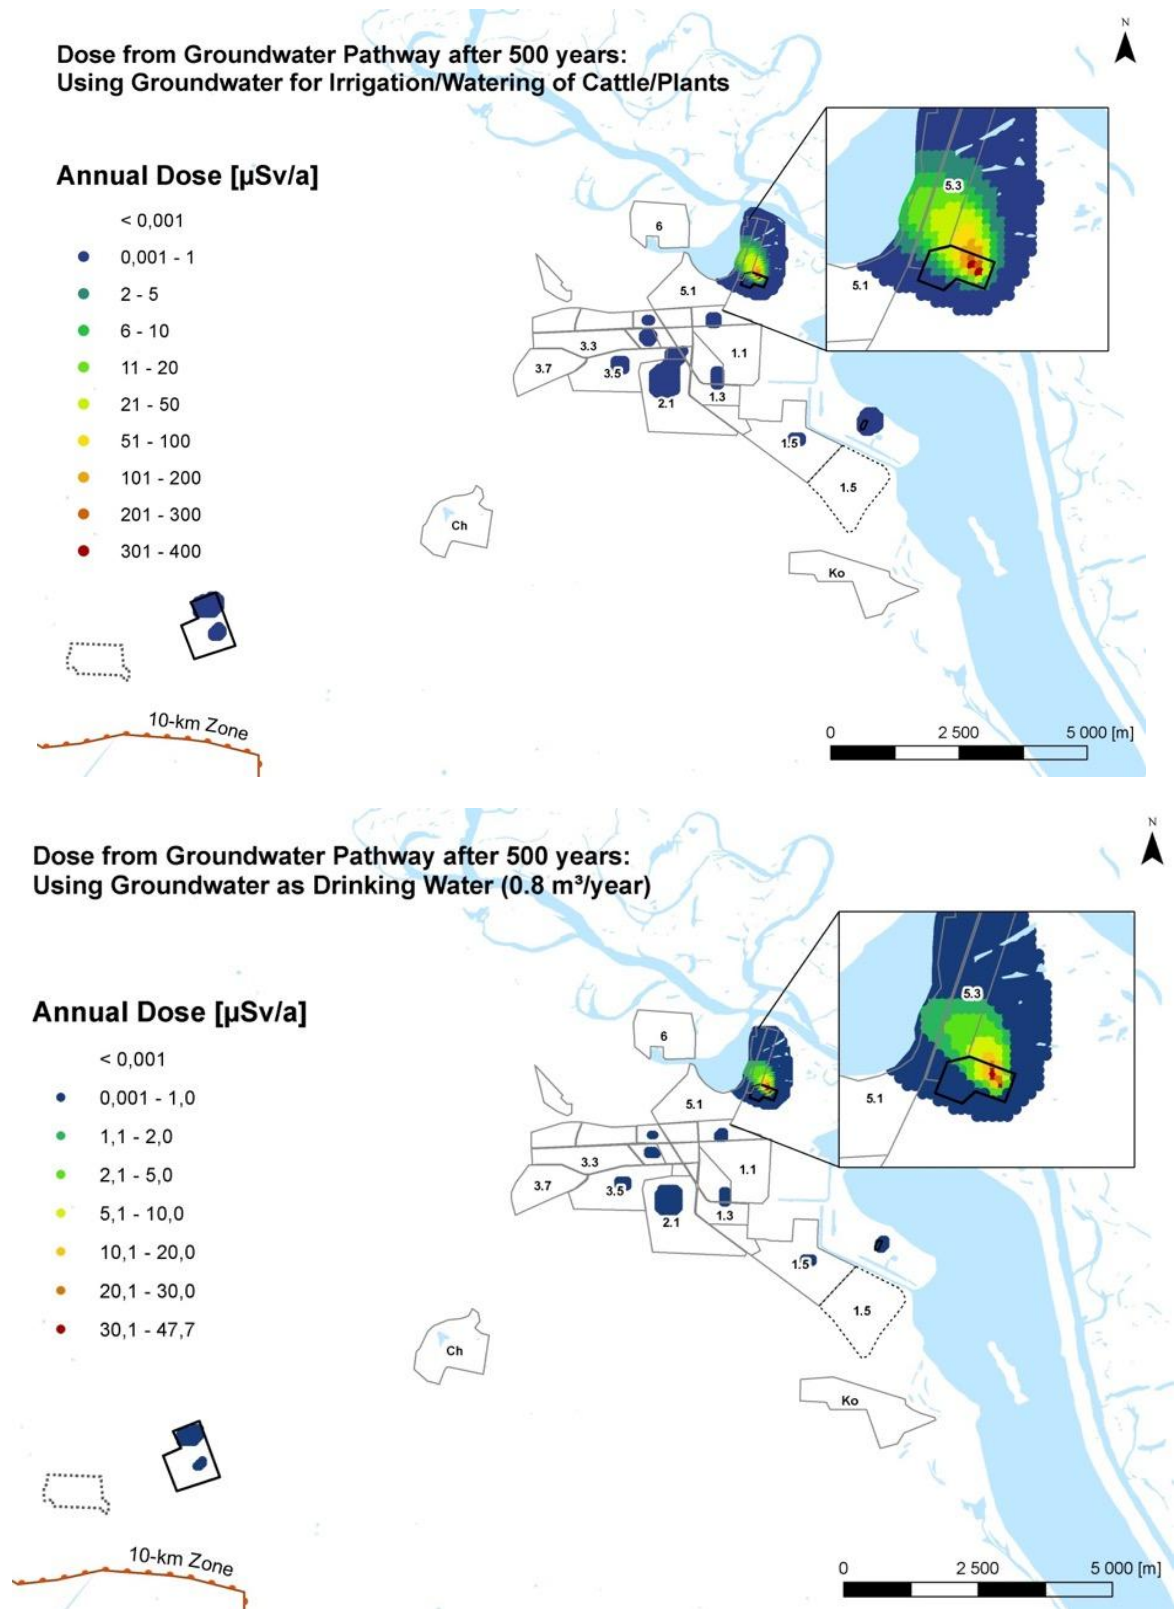 N
Dose from Groundwater Pathway after 500 years:
Using Groundwater for Irrigation/Watering of Cattle/Plants
Annual Dose [µSv/a]
< 0,001
0,001 - 1
2 - 5
6 - 10
11 - 20
21 - 50
51 - 100
101 - 200
201 - 300
301 - 400
5.3
5.1
6
5.1
3.3
1.1
3.7
3.5
2.1
1.3
1.5
1.5
Ch
Ko
10-km Zone
0 2 500 5 000 [m]
N
Dose from Groundwater Pathway after 500 years:
Using Groundwater as Drinking Water (0.8 m³/year)
Annual Dose [µSv/a]
< 0,001
0,001 - 1,0
1,1 - 2,0
2,1 - 5,0
5,1 - 10,0
10,1 - 20,0
20,1 - 30,0
30,1 - 47,7
5.3
5.1
6
5.1
3.3
1.1
3.7
3.5
2.1
1.3
1.5
1.5
Ch
Ko
10-km Zone
0 2 500 5 000 [m]